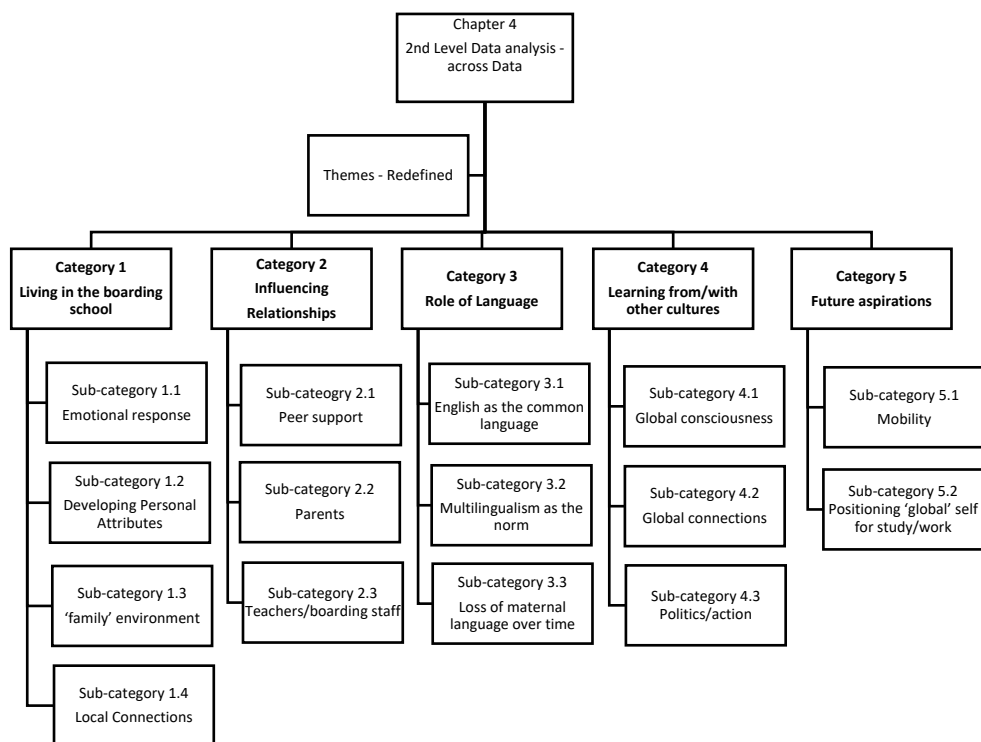 Chapter 4
2nd Level Data analysis -
across Data
Themes - Redefined
Category 1
Living in the boarding
school
Sub-category 1.1
Emotional response
Sub-category 1.2
Developing Personal
Attributes
Sub-category 1.3
‘family’ environment
Sub-category 1.4
Local Connections
Category 2
Influencing
Relationships
Sub-cateogry 2.1
Peer support
Sub-category 2.2
Parents
Sub-category 2.3
Teachers/boarding staff
Category 3
Role of Language
Sub-category 3.1
English as the common
language
Sub-category 3.2
Multilingualism as the
norm
Sub-category 3.3
Loss of maternal
language over time
Category 4
Learning from/with
other cultures
Sub-category 4.1
Global consciousness
Sub-category 4.2
Global connections
Sub-category 4.3
Politics/action
Category 5
Future aspirations
Sub-category 5.1
Mobility
Sub-category 5.2
Positioning ‘global’ self
for study/work